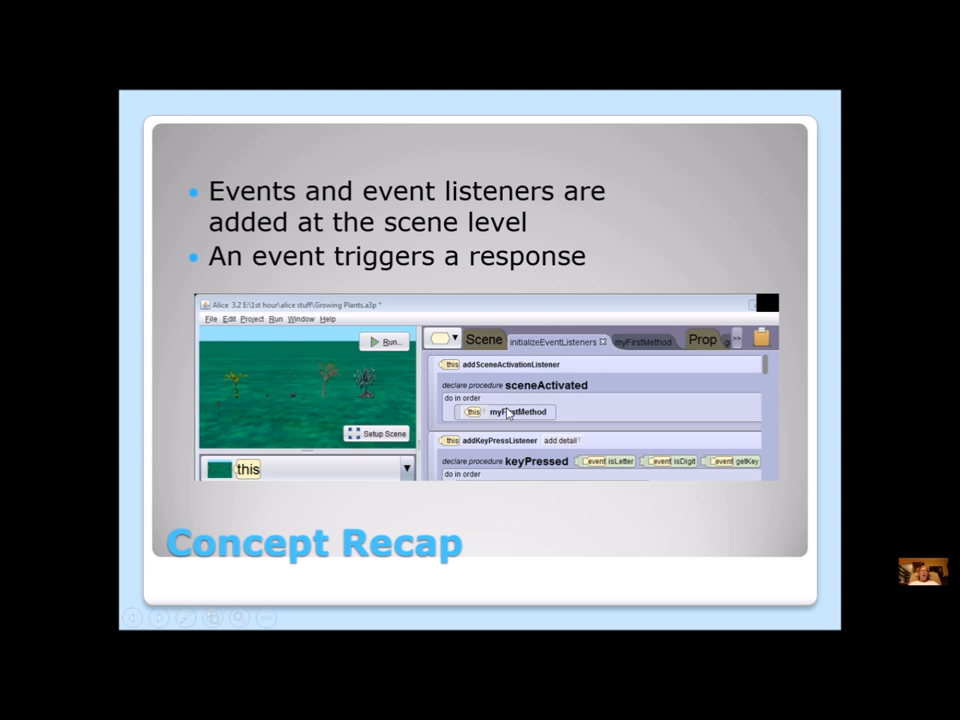 Events and event listeners are
added at the scene level
An event triggers a response
Alice 3.2 E:\1st hour\alice stuff\Growing Plants.a3p *
File Edit Project Run Window Help
Run...
Setup Scene
this
Scene initializeEventListeners myFirstMethod Prop
this addSceneActivationListener
declare procedure sceneActivated
do in order
this myFirstMethod
this addKeyPressListener add detail
declare procedure keyPressed event isLetter event isDigit event getKey
do in order
Concept Recap